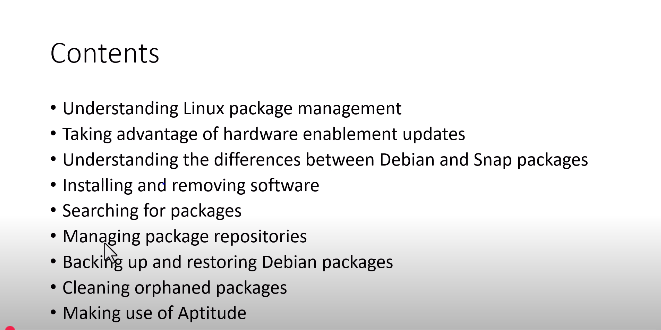 Contents
• Understanding Linux package management
• Taking advantage of hardware enablement updates
• Understanding the differences between Debian and Snap packages
• Installing and removing software
• Searching for packages
• Managing package repositories
• Backing up and restoring Debian packages
• Cleaning orphaned packages
• Making use of Aptitude